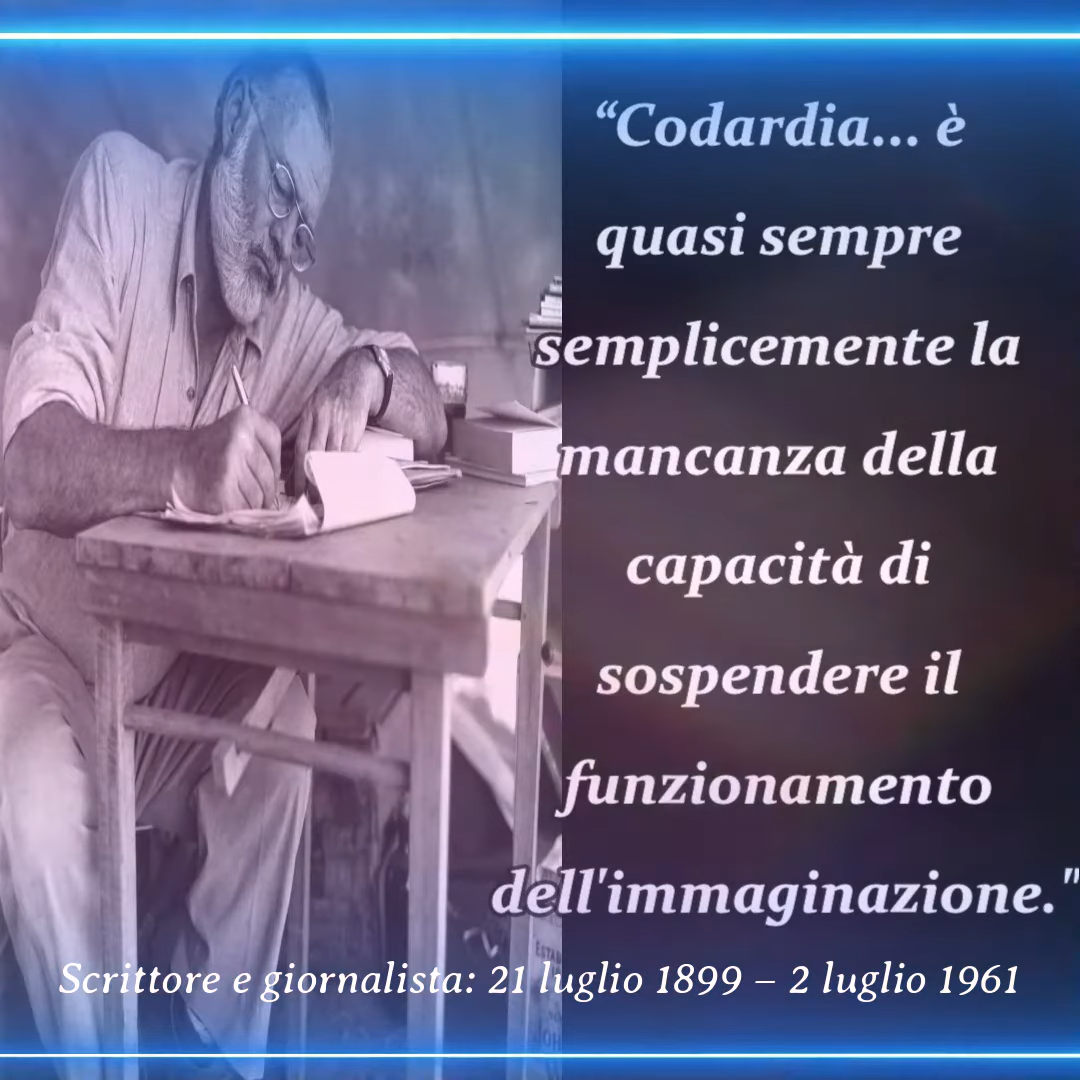 “Codardia... è
quasi sempre
semplicemente la
mancanza della
capacità di
sospendere il
funzionamento
dell'immaginazione."
Scrittore e giornalista: 21 luglio 1899 – 2 luglio 1961